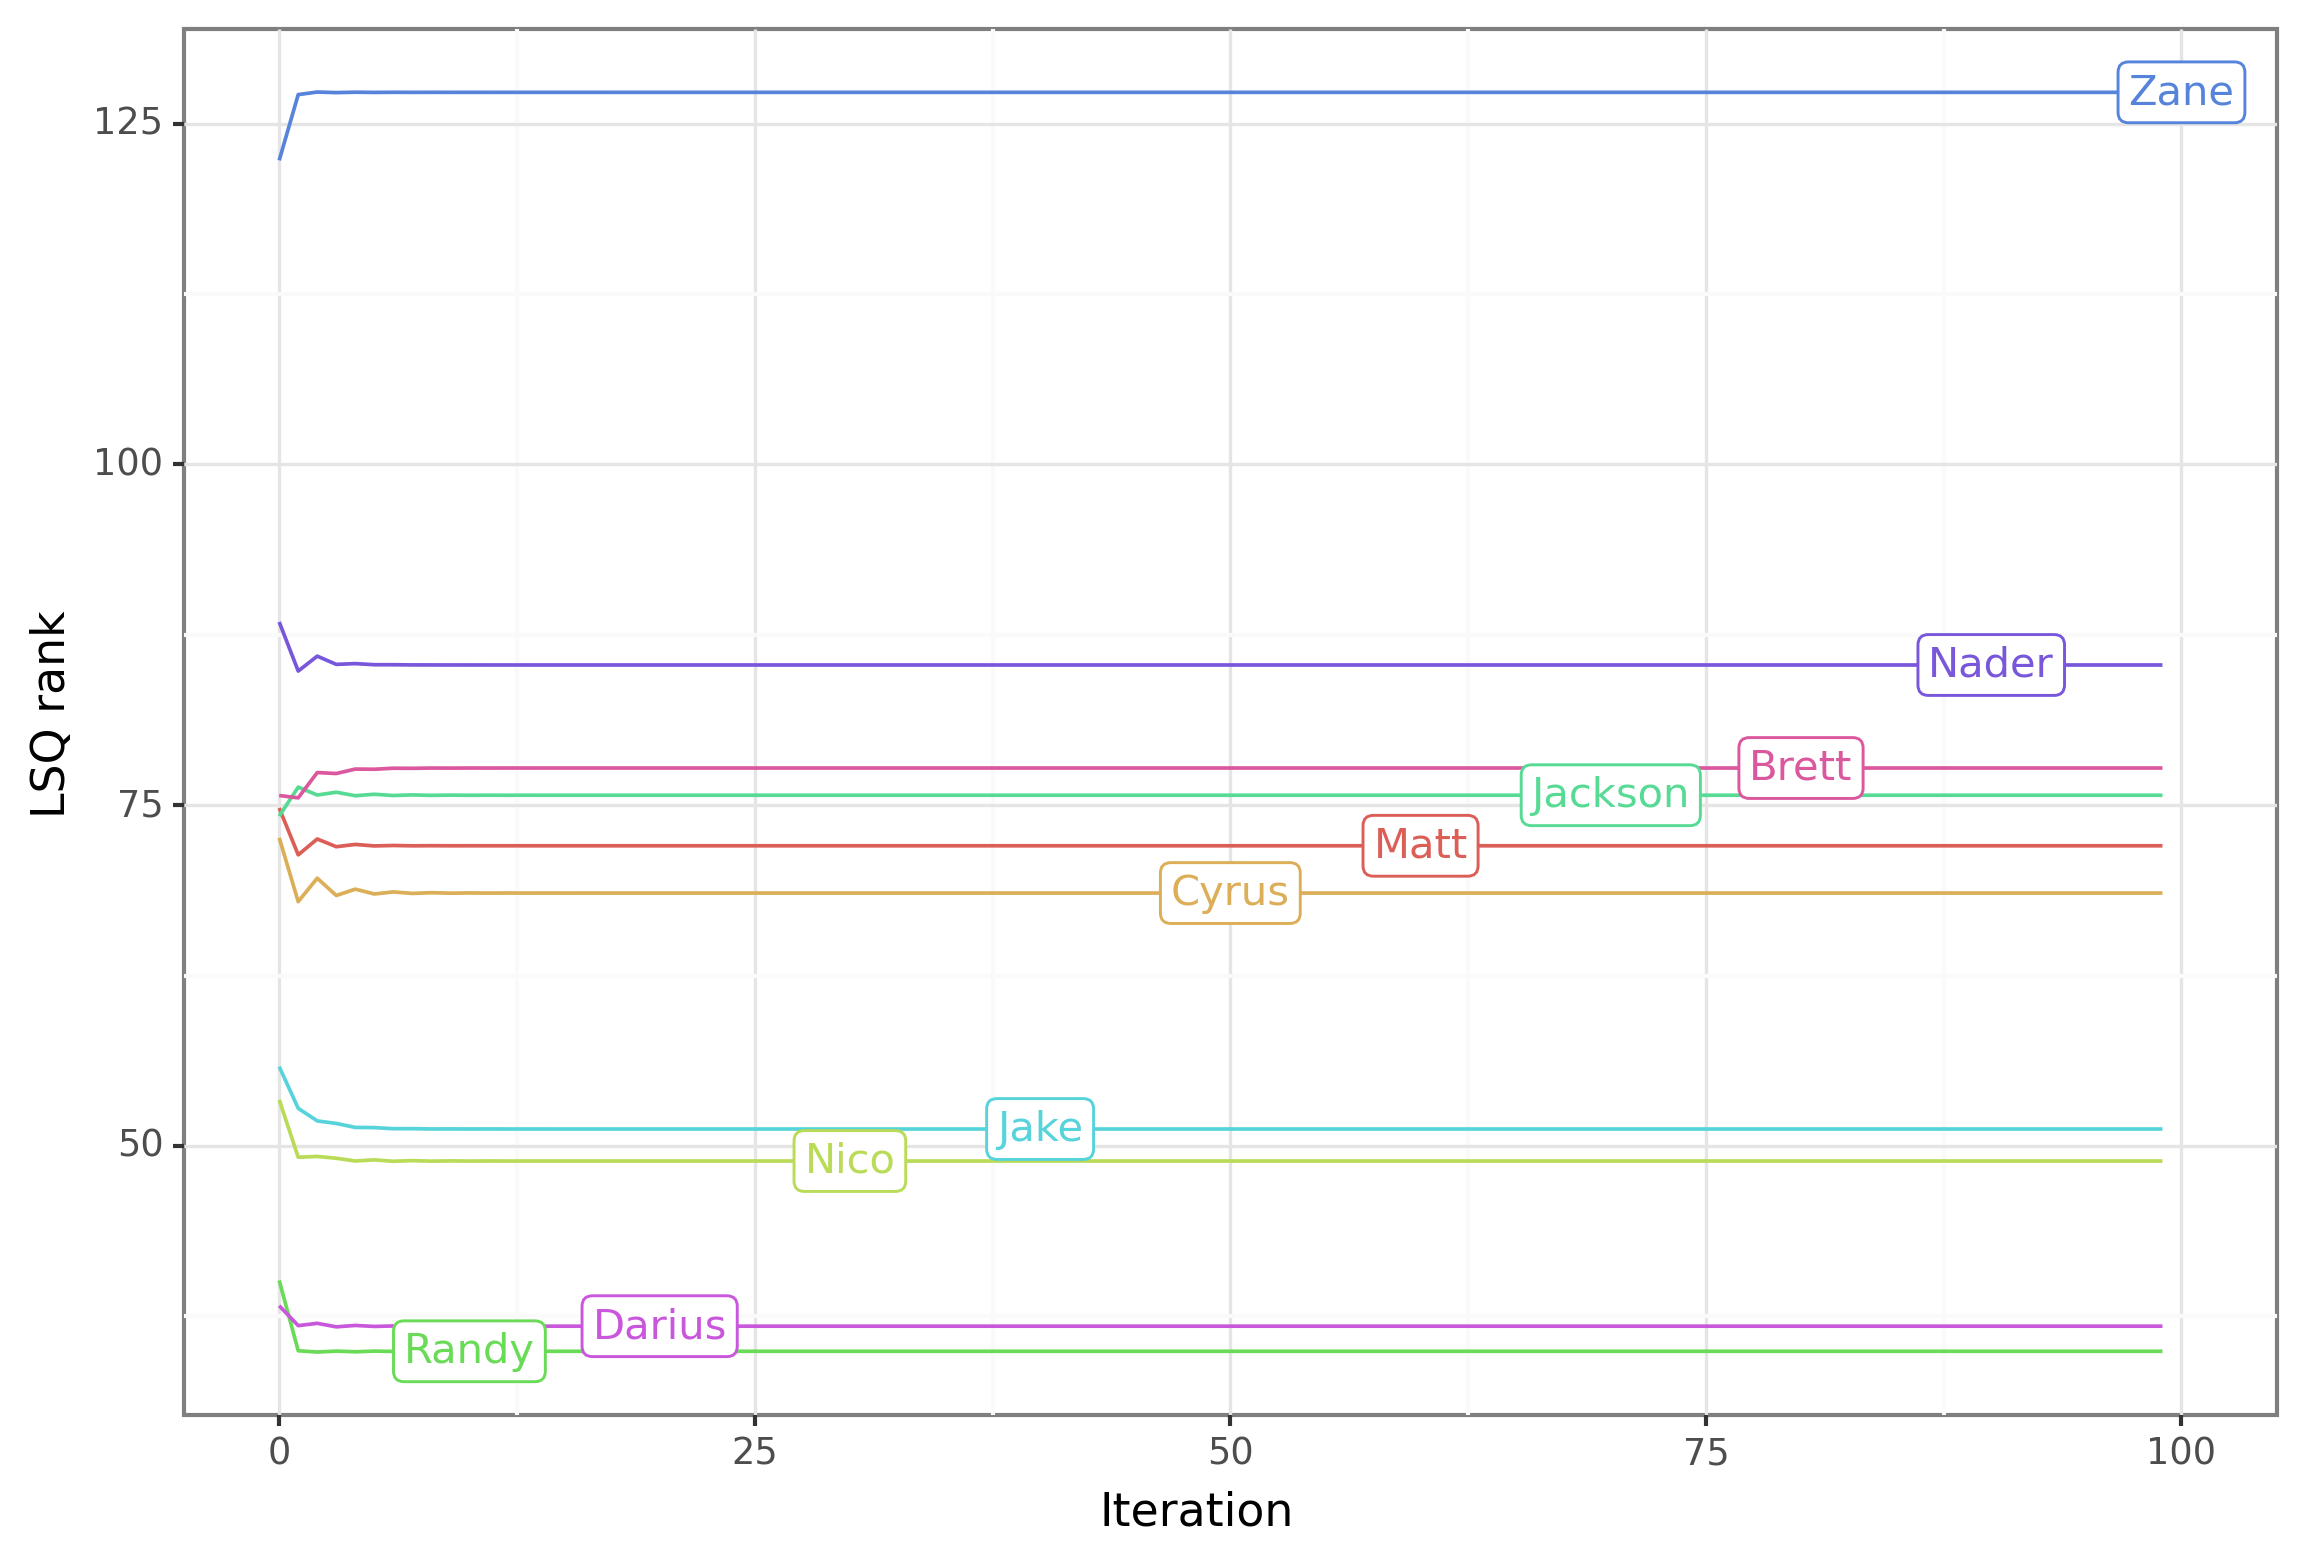 Zane
125
100
LSQ rank
Nader
Brett
Jackson
75
Matt
Cyrus
Jake
50
Nico
Darius
Randy
0 25 50 75 100
Iteration